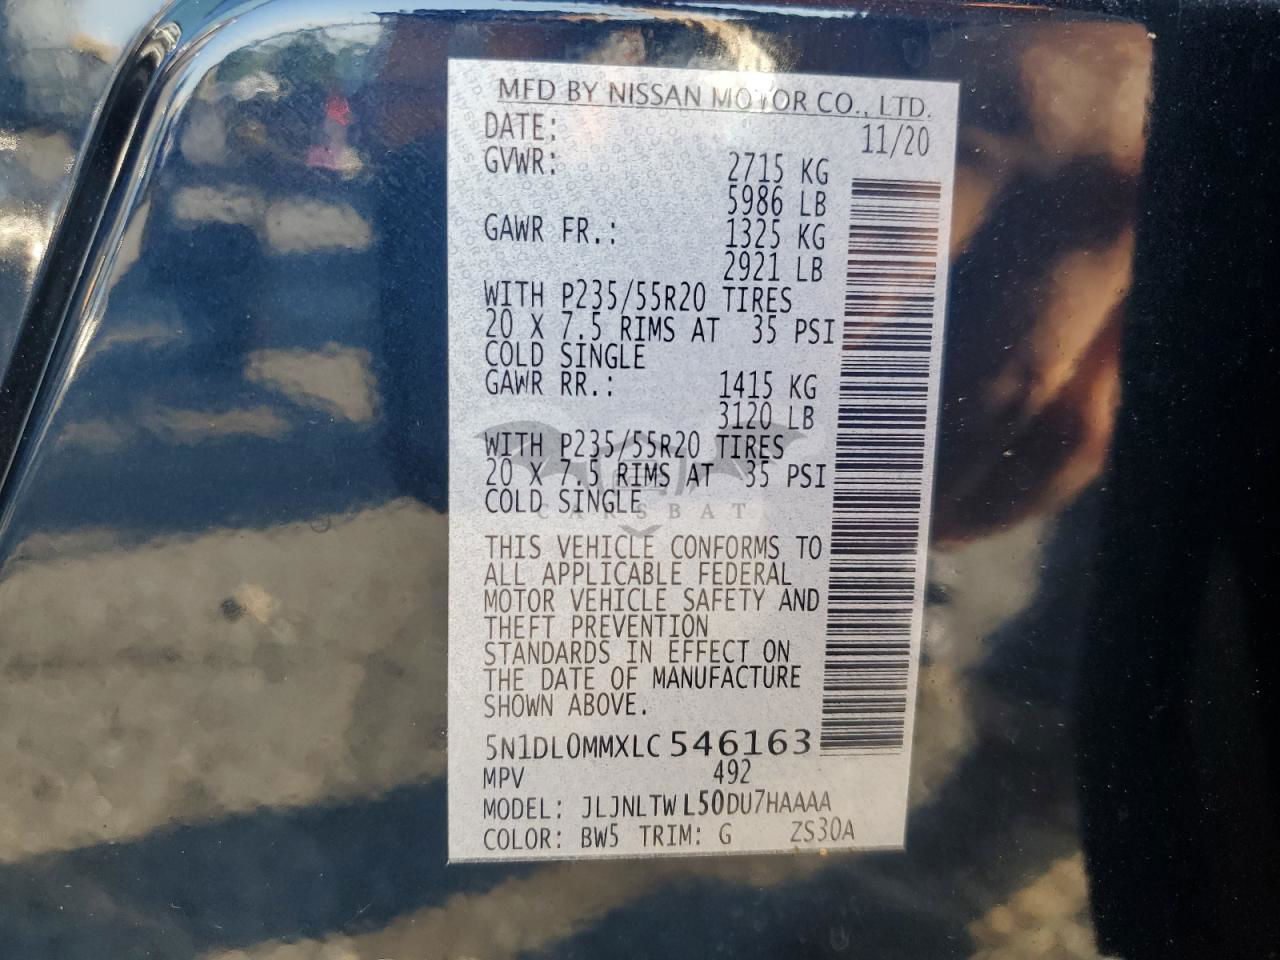 MFD BY NISSAN MOTOR CO., LTD.
DATE: 11/20
GVWR: 2715 KG
5986 LB
GAWR FR.: 1325 KG
2921 LB
WITH P235/55R20 TIRES
20 X 7.5 RIMS AT 35 PSI
COLD SINGLE
GAWR RR.: 1415 KG
3120 LB
WITH P235/55R20 TIRES
20 X 7.5 RIMS AT 35 PSI
COLD SINGLE
CARSBAT
THIS VEHICLE CONFORMS TO
ALL APPLICABLE FEDERAL
MOTOR VEHICLE SAFETY AND
THEFT PREVENTION
STANDARDS IN EFFECT ON
THE DATE OF MANUFACTURE
SHOWN ABOVE.
5N1DL0MMXLC546163
MPV 492
MODEL: JLJNLTWL50DU7HAAAA
COLOR: BW5 TRIM: G ZS30A